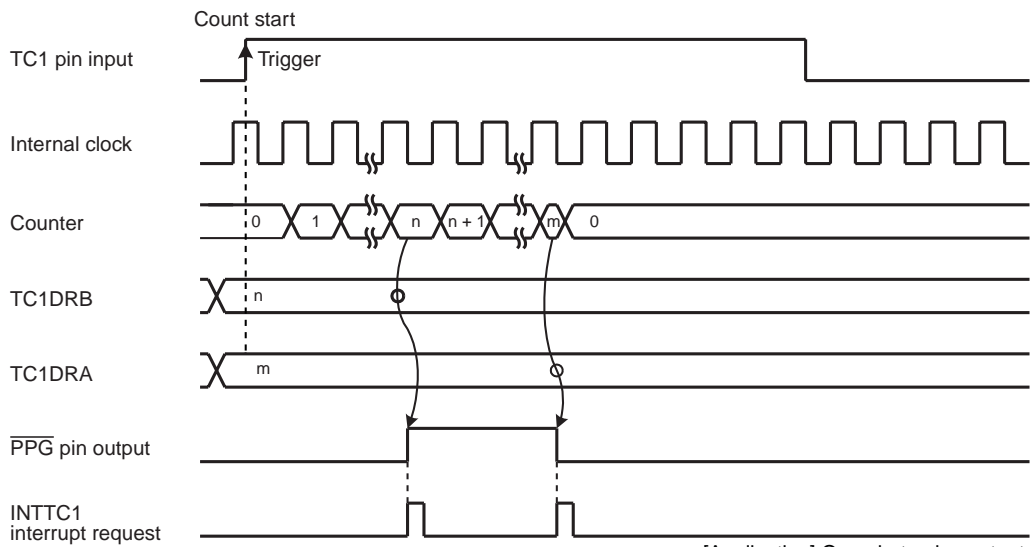 Count start
TC1 pin input
Trigger
Internal clock
Counter
0
1
n
n + 1
m
0
TC1DRB
n
TC1DRA
m
PPG pin output
INTTC1
interrupt request